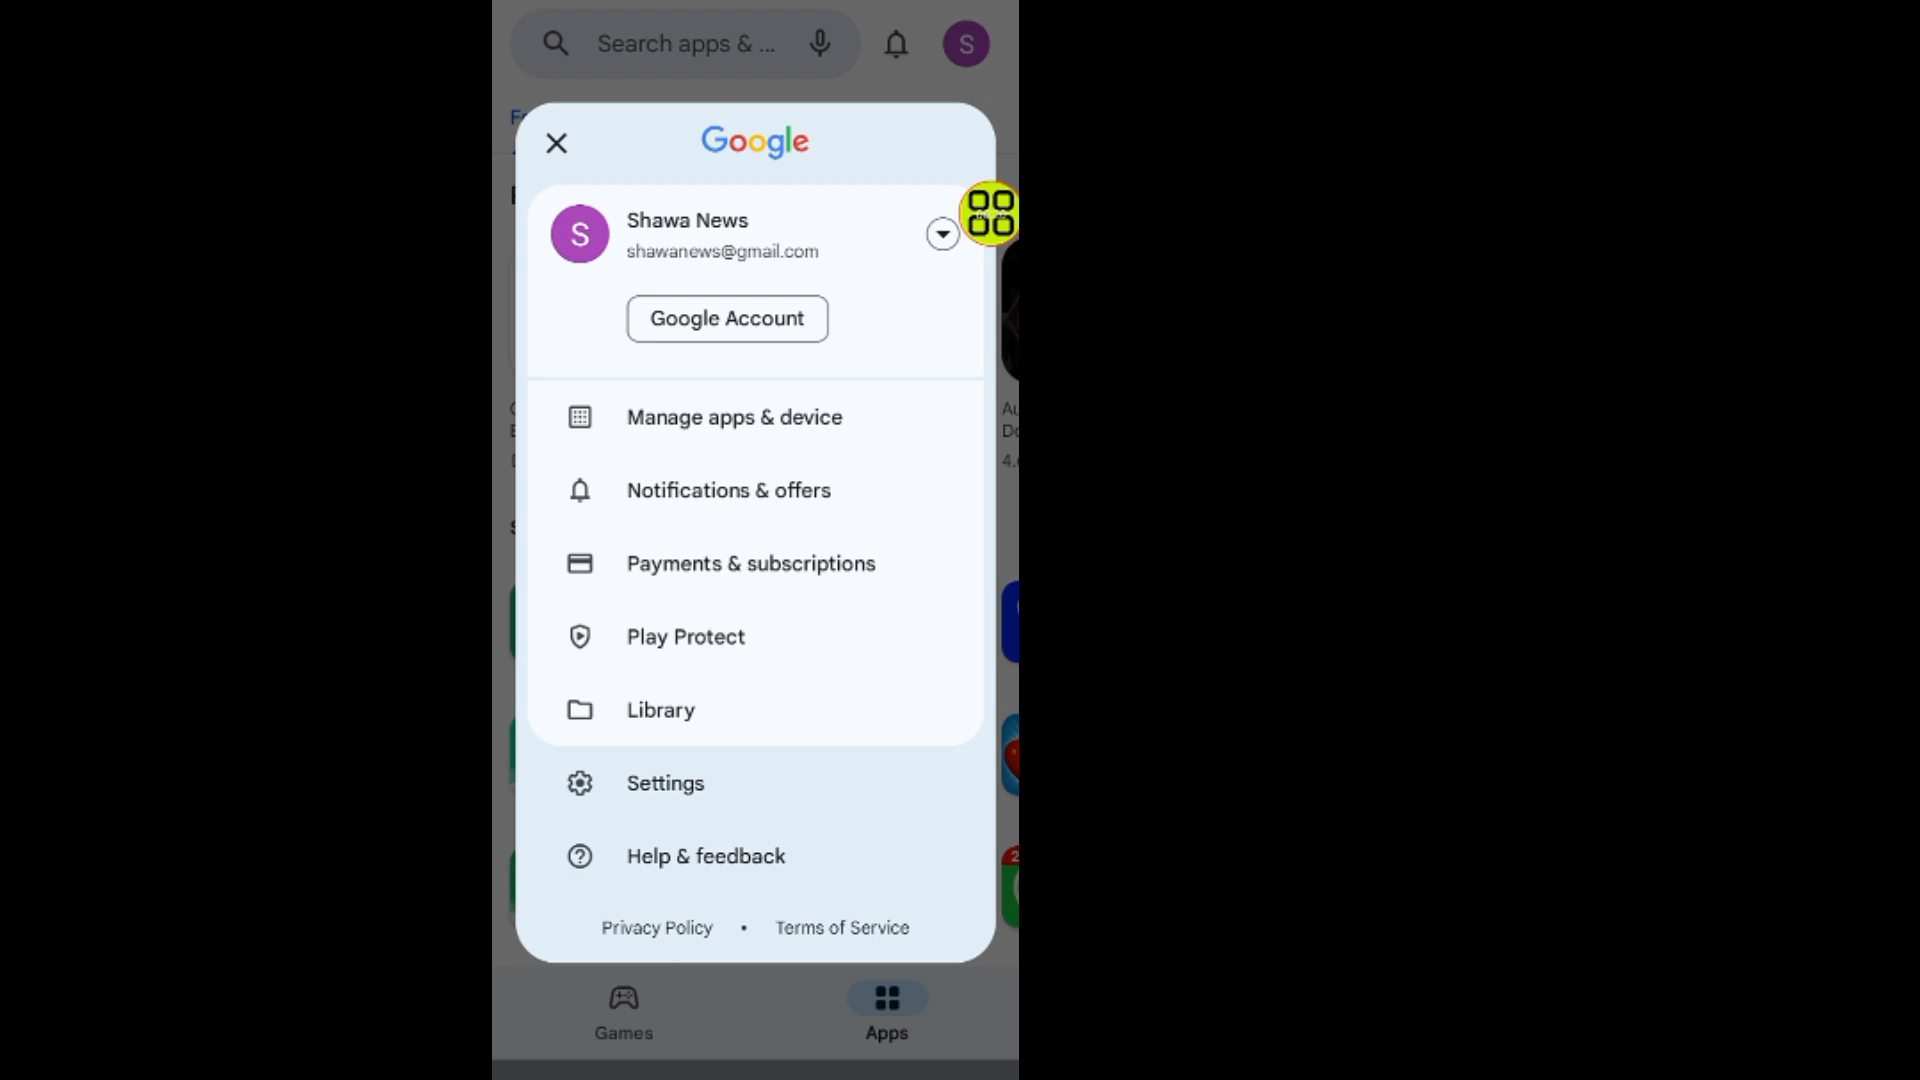 Search apps & ...
S
Google
S
Shawa News
shawanews@gmail.com
Google Account
Manage apps & device
Notifications & offers
Payments & subscriptions
Play Protect
Library
Settings
Help & feedback
Privacy Policy • Terms of Service
Games
Apps